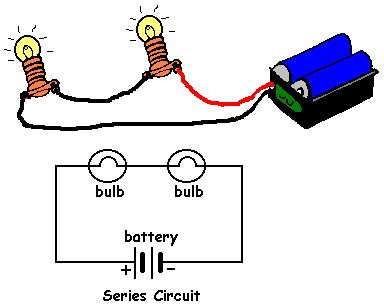 bulb bulb
battery
+ −
Series Circuit